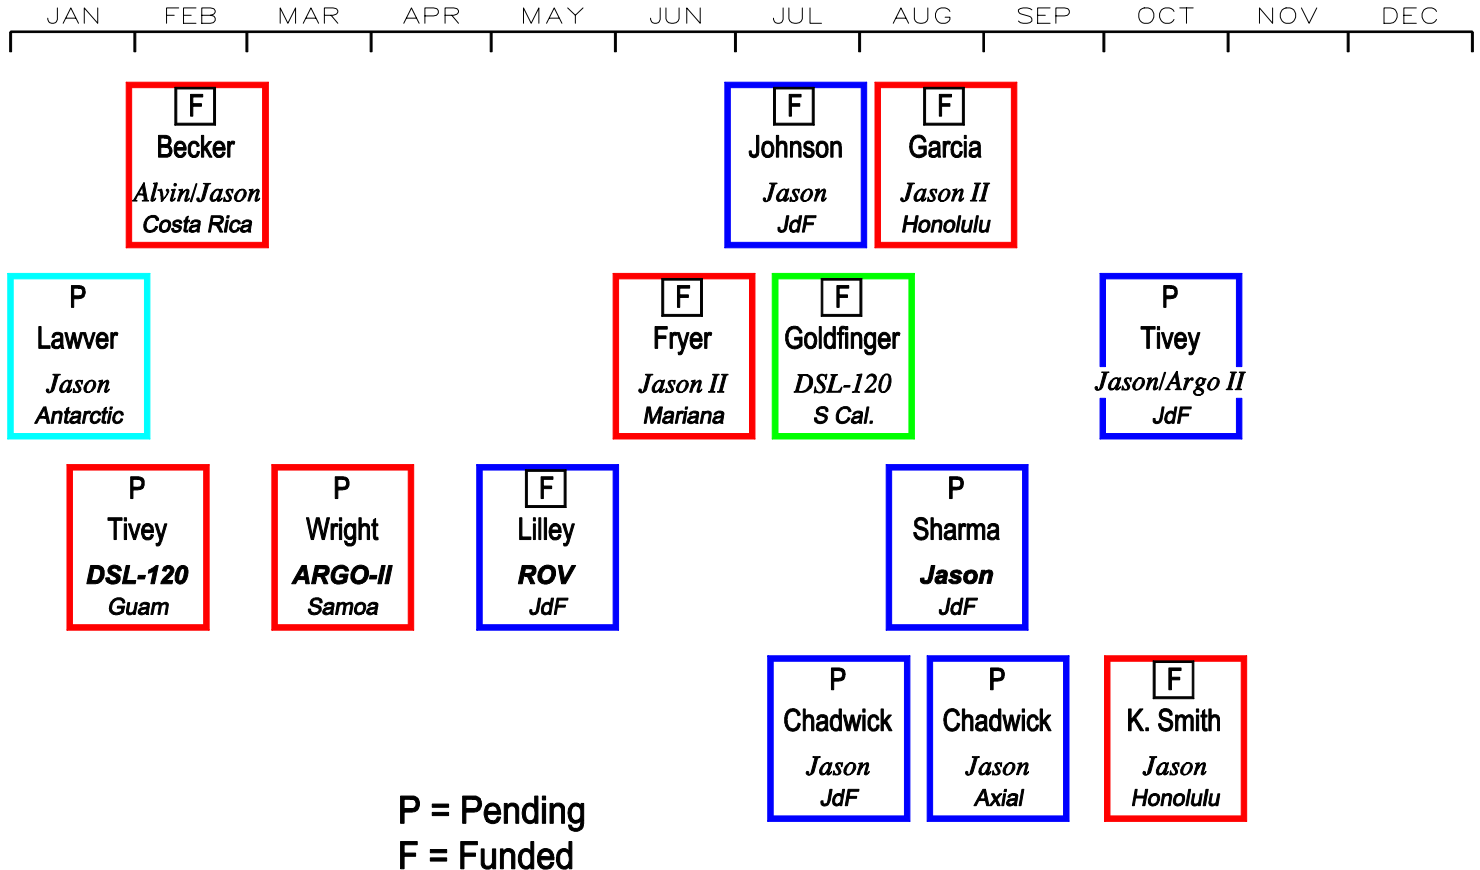 JAN FEB MAR APR MAY JUN JUL AUG SEP OCT NOV DEC
F
Becker
Alvin/Jason
Costa Rica
F
Johnson
Jason
JdF
F
Garcia
Jason II
Honolulu
P
Lawver
Jason
Antarctic
F
Fryer
Jason II
Mariana
F
Goldfinger
DSL-120
S Cal.
P
Tivey
Jason/Argo II
JdF
P
Tivey
DSL-120
Guam
P
Wright
ARGO-II
Samoa
F
Lilley
ROV
JdF
P
Sharma
Jason
JdF
P
Chadwick
Jason
JdF
P
Chadwick
Jason
Axial
F
K. Smith
Jason
Honolulu
P = Pending
F = Funded